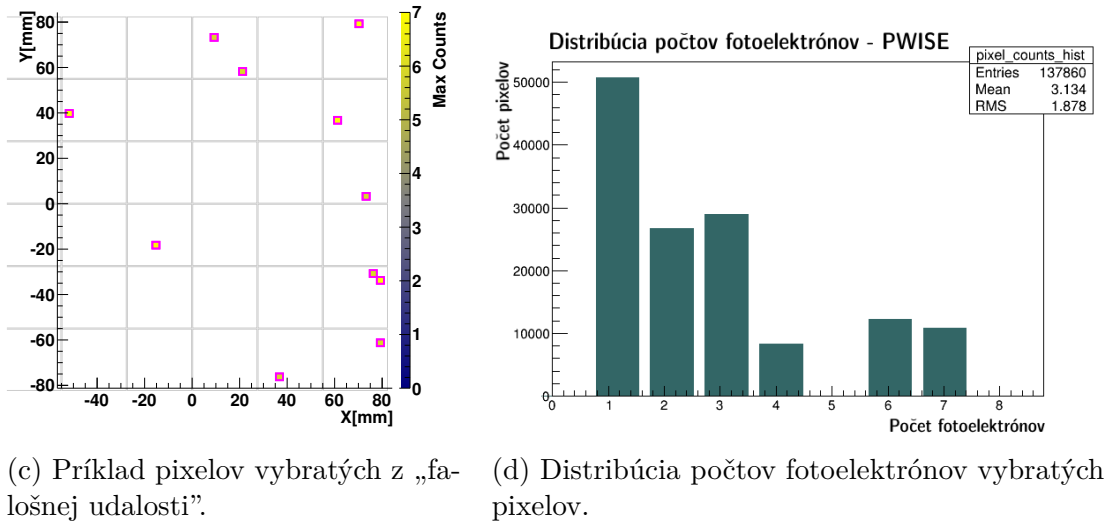 Y[mm]
80
60
40
20
0
-20
-40
-60
-80
-40 -20 0 20 40 60 80
X[mm]
7
6
5
4
3
2
1
0
Max Counts
Distribúcia počtov fotoelektrónov - PWISE
pixel_counts_hist
Entries 137860
Mean 3.134
RMS 1.878
Počet pixelov
50000
40000
30000
20000
10000
0
0 1 2 3 4 5 6 7 8
Počet fotoelektrónov
(c) Príklad pixelov vybratých z „fa-
lošnej udalosti”.
(d) Distribúcia počtov fotoelektrónov vybratých
pixelov.